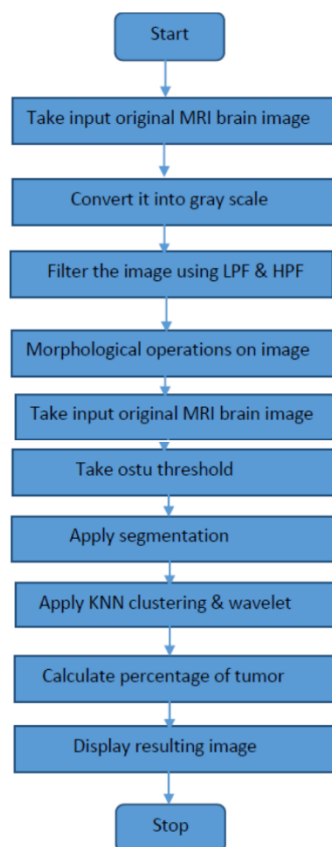 Start
Take input original MRI brain image
Convert it into gray scale
Filter the image using LPF & HPF
Morphological operations on image
Take input original MRI brain image
Take ostu threshold
Apply segmentation
Apply KNN clustering & wavelet
Calculate percentage of tumor
Display resulting image
Stop